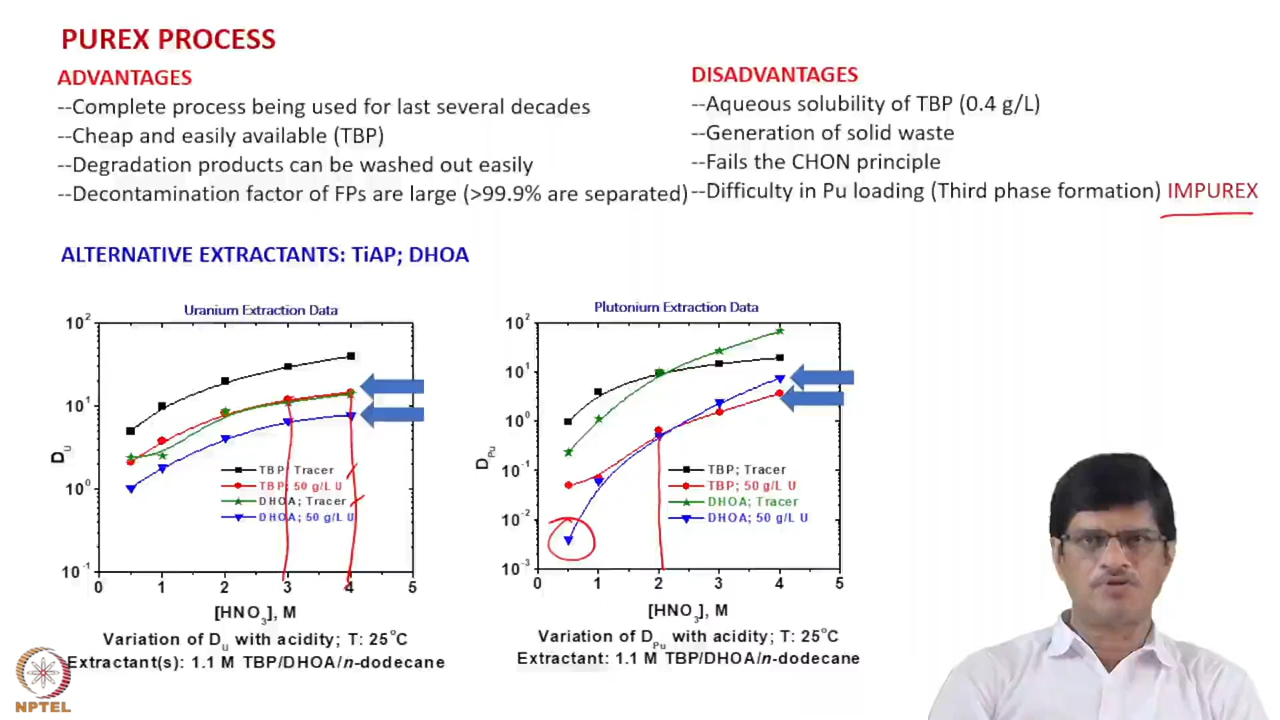 PUREX PROCESS
ADVANTAGES
--Complete process being used for last several decades
--Cheap and easily available (TBP)
--Degradation products can be washed out easily
--Decontamination factor of FPs are large (>99.9% are separated)
DISADVANTAGES
--Aqueous solubility of TBP (0.4 g/L)
--Generation of solid waste
--Fails the CHON principle
--Difficulty in Pu loading (Third phase formation) IMPUREX
ALTERNATIVE EXTRACTANTS: TiAP; DHOA
Uranium Extraction Data
10²
10¹
10⁰
10⁻¹
D_U
TBP; Tracer
TBP; 50 g/L U
DHOA; Tracer
DHOA; 50 g/L U
0 1 2 3 4 5
[HNO₃], M
Variation of D_U with acidity; T: 25°C
Extractant(s): 1.1 M TBP/DHOA/n-dodecane
Plutonium Extraction Data
10²
10¹
10⁰
10⁻¹
10⁻²
10⁻³
D_Pu
TBP; Tracer
TBP; 50 g/L U
DHOA; Tracer
DHOA; 50 g/L U
0 1 2 3 4 5
[HNO₃], M
Variation of D_Pu with acidity; T: 25°C
Extractant: 1.1 M TBP/DHOA/n-dodecane
NPTEL